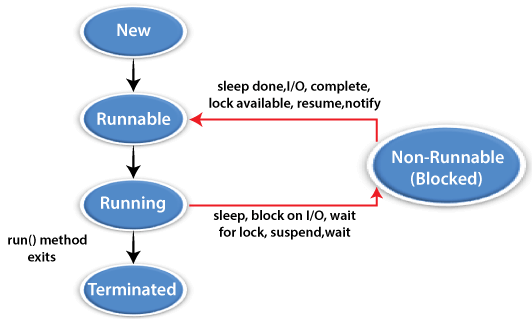 New
sleep done,I/O, complete,
lock available, resume,notify
Runnable
Non-Runnable
(Blocked)
Running
sleep, block on I/O, wait
for lock, suspend,wait
run() method
exits
Terminated